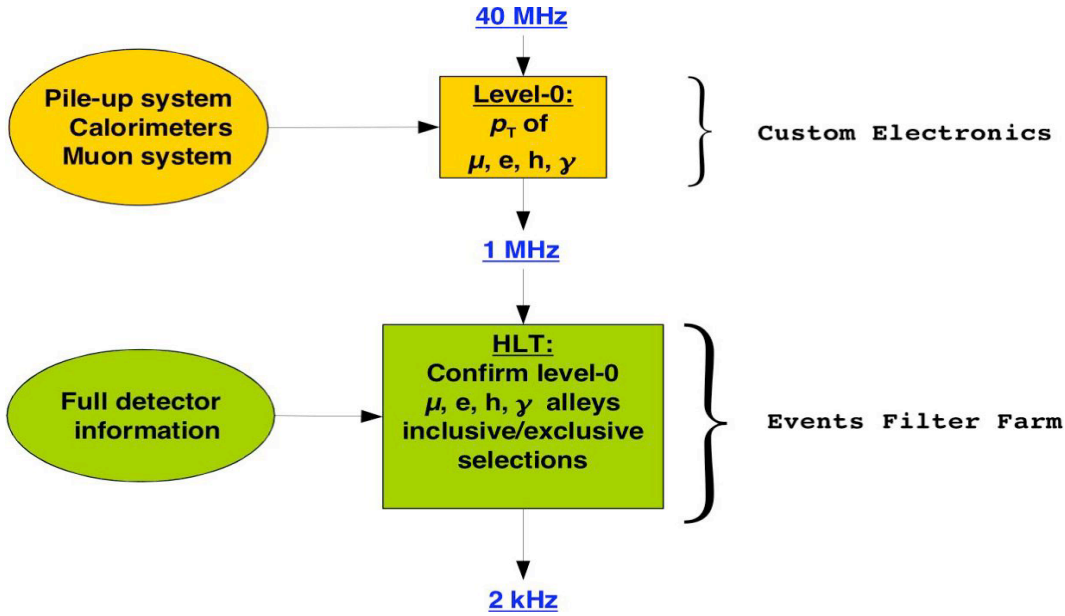 40 MHz
Pile-up system
Calorimeters
Muon system
Level-0:
pT of
μ, e, h, γ
Custom Electronics
1 MHz
Full detector
information
HLT:
Confirm level-0
μ, e, h, γ alleys
inclusive/exclusive
selections
Events Filter Farm
2 kHz